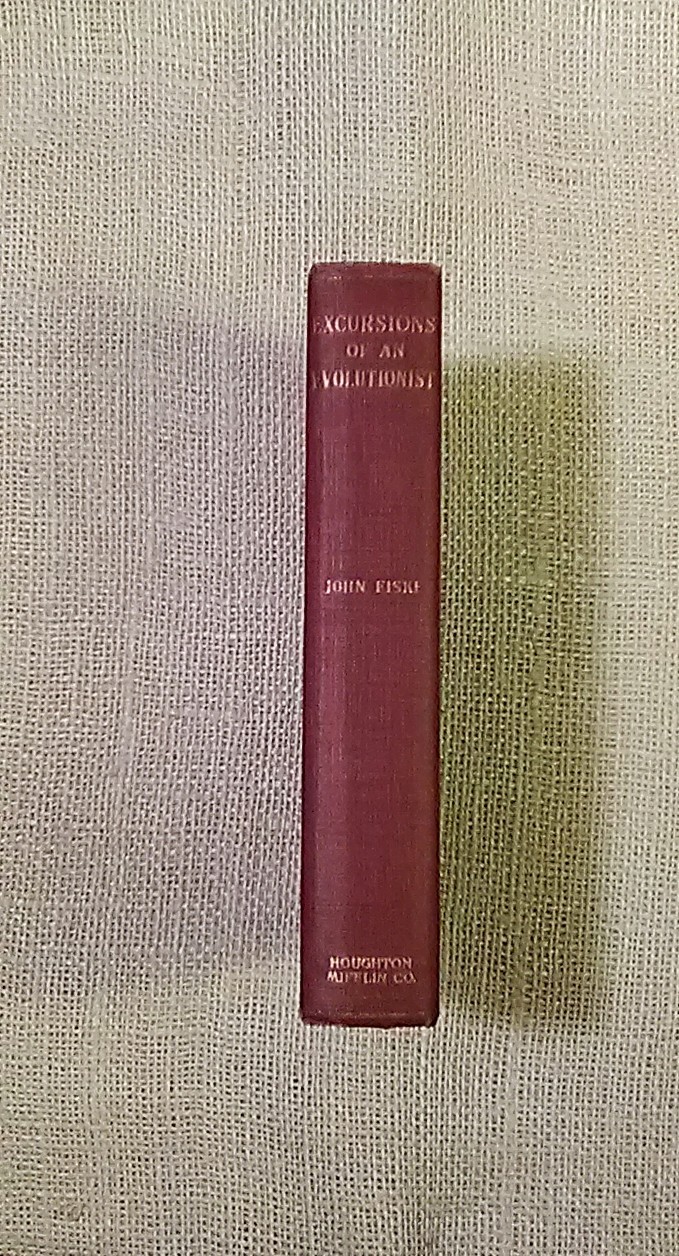 EXCURSIONS
OF AN
EVOLUTIONIST
JOHN FISKE
HOUGHTON
MIFFLIN CO.